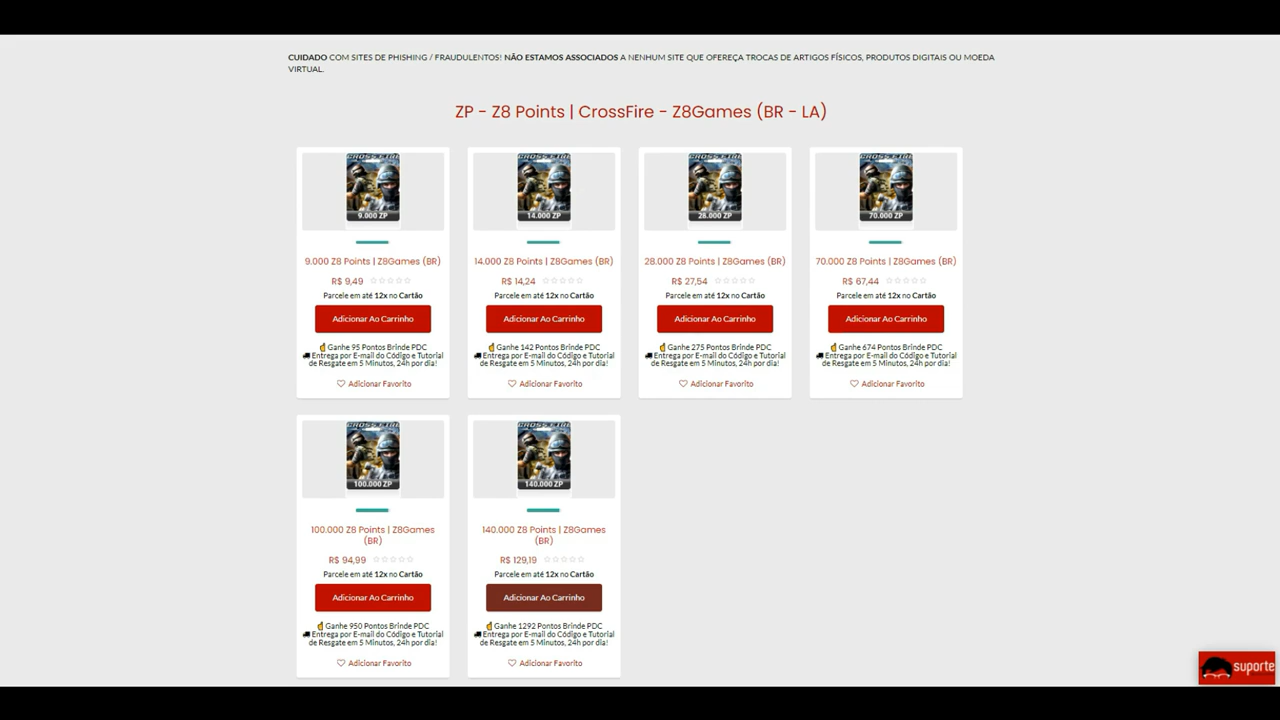 CUIDADO COM SITES DE PHISHING / FRAUDULENTOS! NÃO ESTAMOS ASSOCIADOS A NENHUM SITE QUE OFEREÇA TROCAS DE ARTIGOS FÍSICOS, PRODUTOS DIGITAIS OU MOEDA
VIRTUAL.
ZP - Z8 Points | CrossFire - Z8Games (BR - LA)
CROSS FIRE
9.000 ZP
9.000 Z8 Points | Z8Games (BR)
R$ 9,49
Parcele em até 12x no Cartão
Adicionar Ao Carrinho
Ganhe 95 Pontos Brinde PDC
Entrega por E-mail do Código e Tutorial
de Resgate em 5 Minutos, 24h por dia!
Adicionar Favorito
CROSS FIRE
14.000 ZP
14.000 Z8 Points | Z8Games (BR)
R$ 14,24
Parcele em até 12x no Cartão
Adicionar Ao Carrinho
Ganhe 142 Pontos Brinde PDC
Entrega por E-mail do Código e Tutorial
de Resgate em 5 Minutos, 24h por dia!
Adicionar Favorito
CROSS FIRE
28.000 ZP
28.000 Z8 Points | Z8Games (BR)
R$ 27,54
Parcele em até 12x no Cartão
Adicionar Ao Carrinho
Ganhe 275 Pontos Brinde PDC
Entrega por E-mail do Código e Tutorial
de Resgate em 5 Minutos, 24h por dia!
Adicionar Favorito
CROSS FIRE
70.000 ZP
70.000 Z8 Points | Z8Games (BR)
R$ 67,44
Parcele em até 12x no Cartão
Adicionar Ao Carrinho
Ganhe 674 Pontos Brinde PDC
Entrega por E-mail do Código e Tutorial
de Resgate em 5 Minutos, 24h por dia!
Adicionar Favorito
CROSS FIRE
100.000 ZP
100.000 Z8 Points | Z8Games
(BR)
R$ 94,99
Parcele em até 12x no Cartão
Adicionar Ao Carrinho
Ganhe 950 Pontos Brinde PDC
Entrega por E-mail do Código e Tutorial
de Resgate em 5 Minutos, 24h por dia!
Adicionar Favorito
CROSS FIRE
140.000 ZP
140.000 Z8 Points | Z8Games
(BR)
R$ 129,19
Parcele em até 12x no Cartão
Adicionar Ao Carrinho
Ganhe 1292 Pontos Brinde PDC
Entrega por E-mail do Código e Tutorial
de Resgate em 5 Minutos, 24h por dia!
Adicionar Favorito
suporte